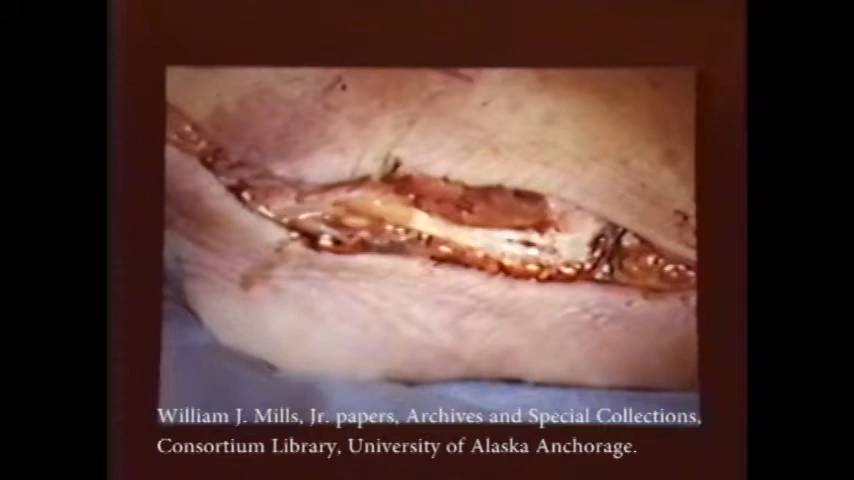 William J. Mills, Jr. papers, Archives and Special Collections,
Consortium Library, University of Alaska Anchorage.